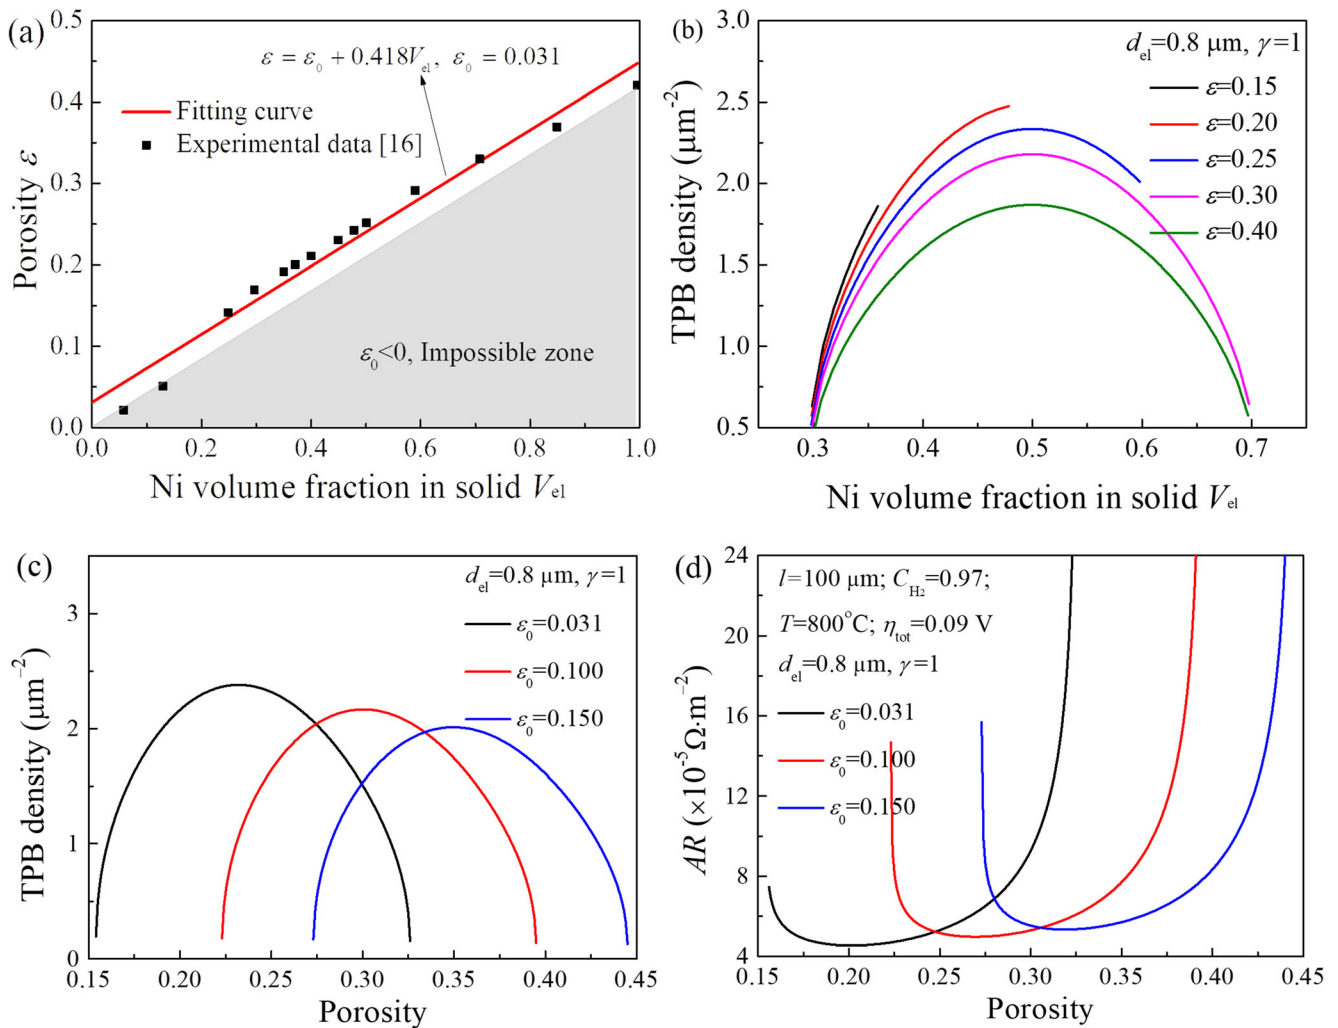 (a)
ε = ε0 + 0.418Vel, ε0 = 0.031
Fitting curve
Experimental data [16]
ε0<0, Impossible zone
Porosity ε
0.5
0.4
0.3
0.2
0.1
0.0
0.0 0.2 0.4 0.6 0.8 1.0
Ni volume fraction in solid Vel
(b)
del=0.8 μm, γ=1
ε=0.15
ε=0.20
ε=0.25
ε=0.30
ε=0.40
TPB density (μm-2)
3.0
2.5
2.0
1.5
1.0
0.5
0.3 0.4 0.5 0.6 0.7
Ni volume fraction in solid Vel
(c)
del=0.8 μm, γ=1
ε0=0.031
ε0=0.100
ε0=0.150
TPB density (μm−2)
3
2
1
0
0.15 0.20 0.25 0.30 0.35 0.40 0.45
Porosity
(d)
l=100 μm; CH2=0.97;
T=800°C; ηtot=0.09 V
del=0.8 μm, γ=1
ε0=0.031
ε0=0.100
ε0=0.150
AR (×10-5Ω·m−2)
24
20
16
12
8
4
0.15 0.20 0.25 0.30 0.35 0.40 0.45
Porosity